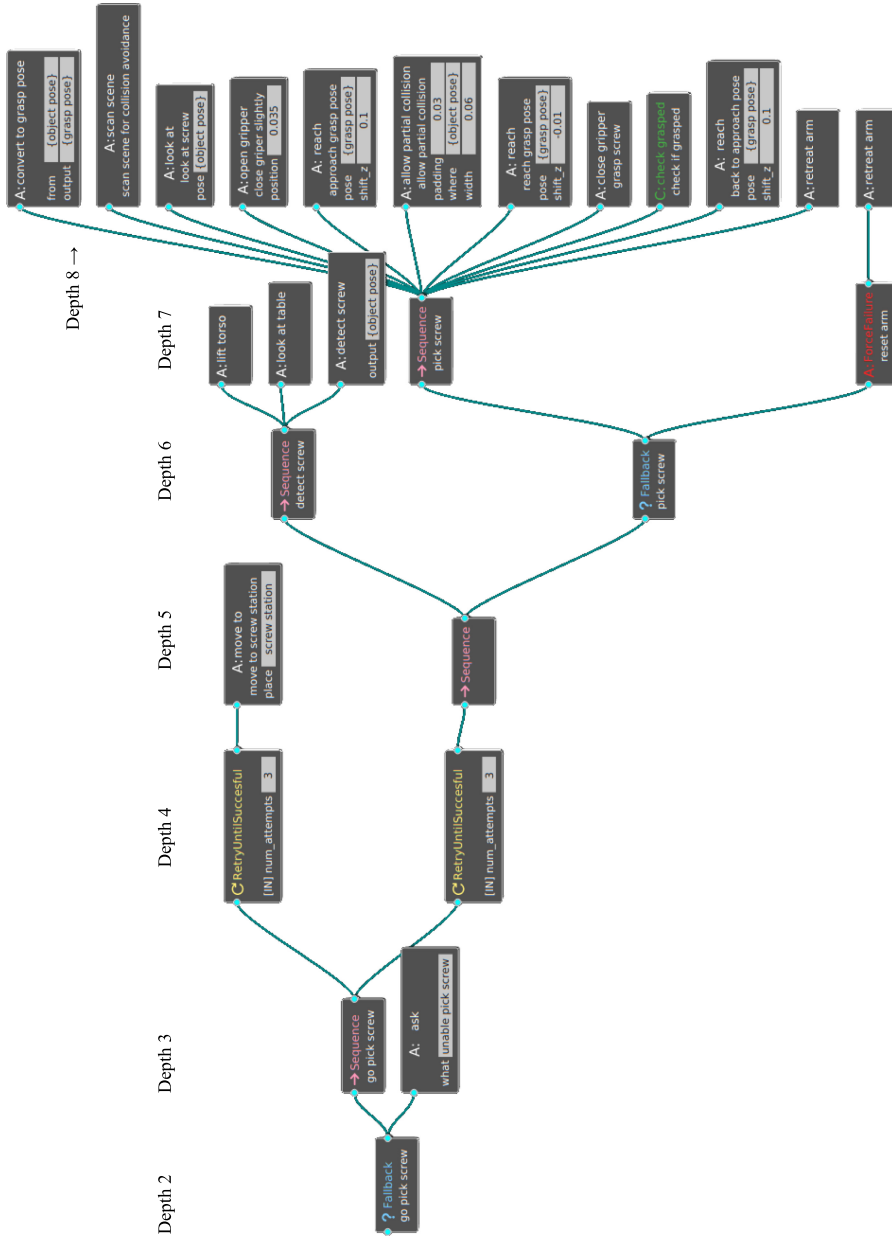 Depth 2
Depth 3
Depth 4
Depth 5
Depth 6
Depth 7
Depth 8 →
? Fallback
go pick screw
→Sequence
go pick screw
A: ask
what unable pick screw
RetryUntilSuccesful
[IN] num_attempts 3
RetryUntilSuccesful
[IN] num_attempts 3
A:move to
move to screw station
place screw station
→Sequence
→Sequence
detect screw
? Fallback
pick screw
A:lift torso
A:look at table
A:detect screw
output {object pose}
→Sequence
pick screw
A:ForceFailure
reset arm
A:convert to grasp pose
from {object pose}
output {grasp pose}
A:scan scene
scan scene for collision avoidance
A:look at
look at screw
pose {object pose}
A:open gripper
close griper slightly
position 0.035
A: reach
approach grasp pose
pose {grasp pose}
shift_z 0.1
A:allow partial collision
allow partial collision
padding 0.03
where {object pose}
width 0.06
A: reach
reach grasp pose
pose {grasp pose}
shift_z -0.01
A:close gripper
grasp screw
C: check grasped
check if grasped
A: reach
back to approach pose
pose {grasp pose}
shift_z 0.1
A:retreat arm
A:retreat arm